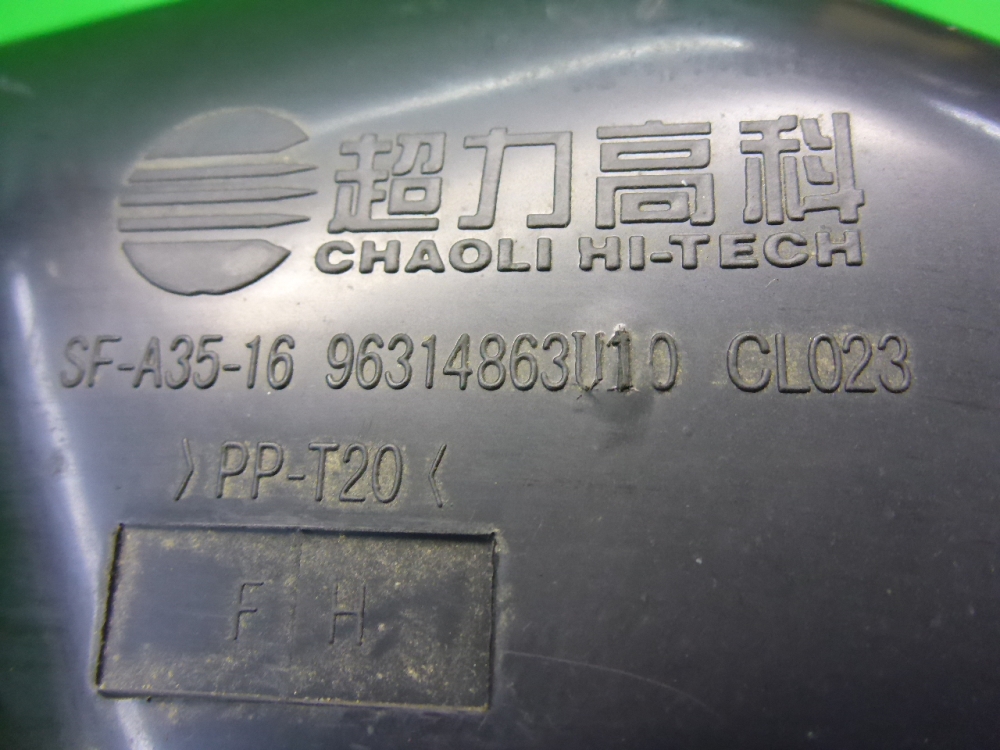 超力高科
CHAOLI HI-TECH
SF-A35-16 96314863U10 CL023
>PP-T20<
F H